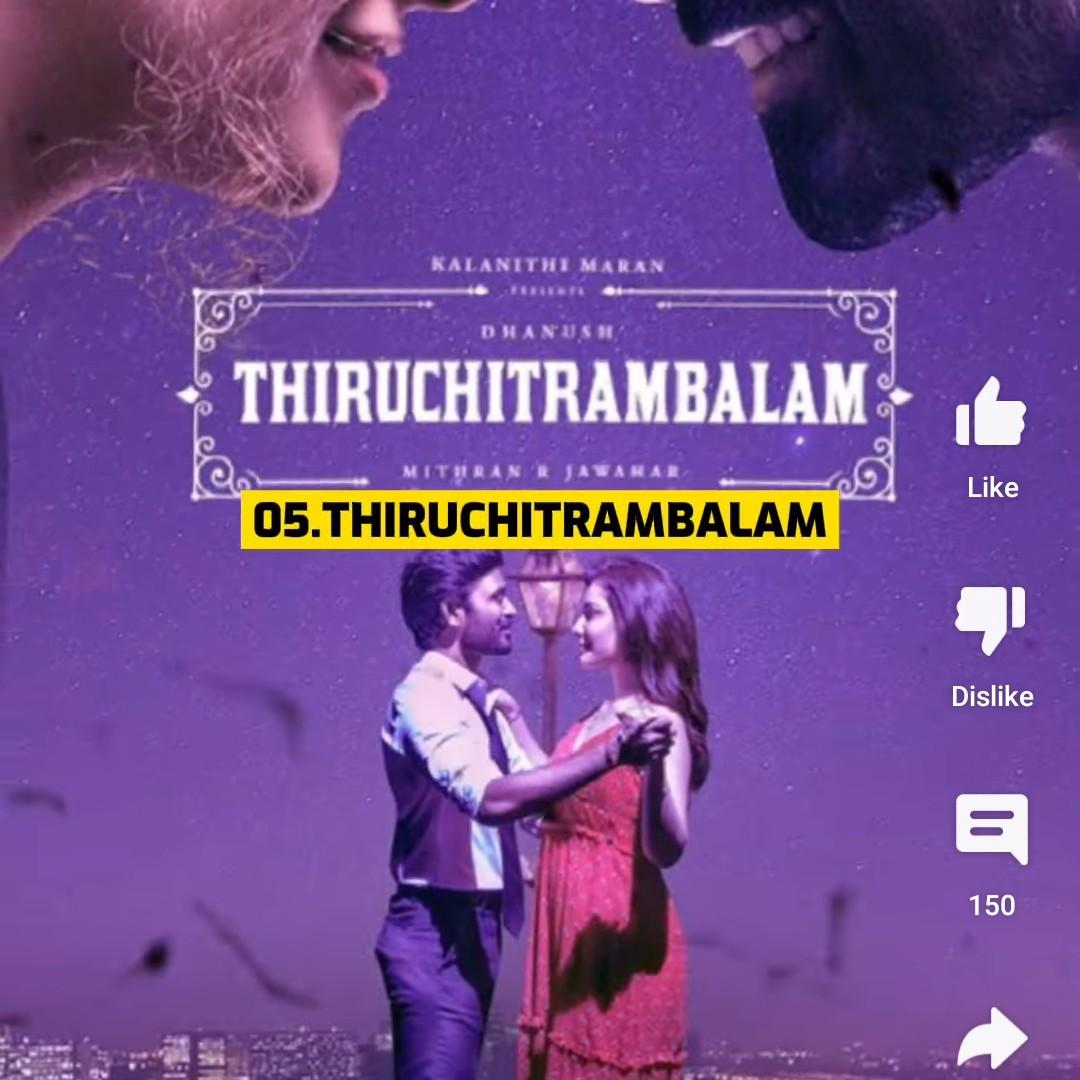 KALANITHI MARAN
PRESENTS
DHANUSH
THIRUCHITRAMBALAM
MITHRAN R JAWAHAR
05.THIRUCHITRAMBALAM
Like
Dislike
150